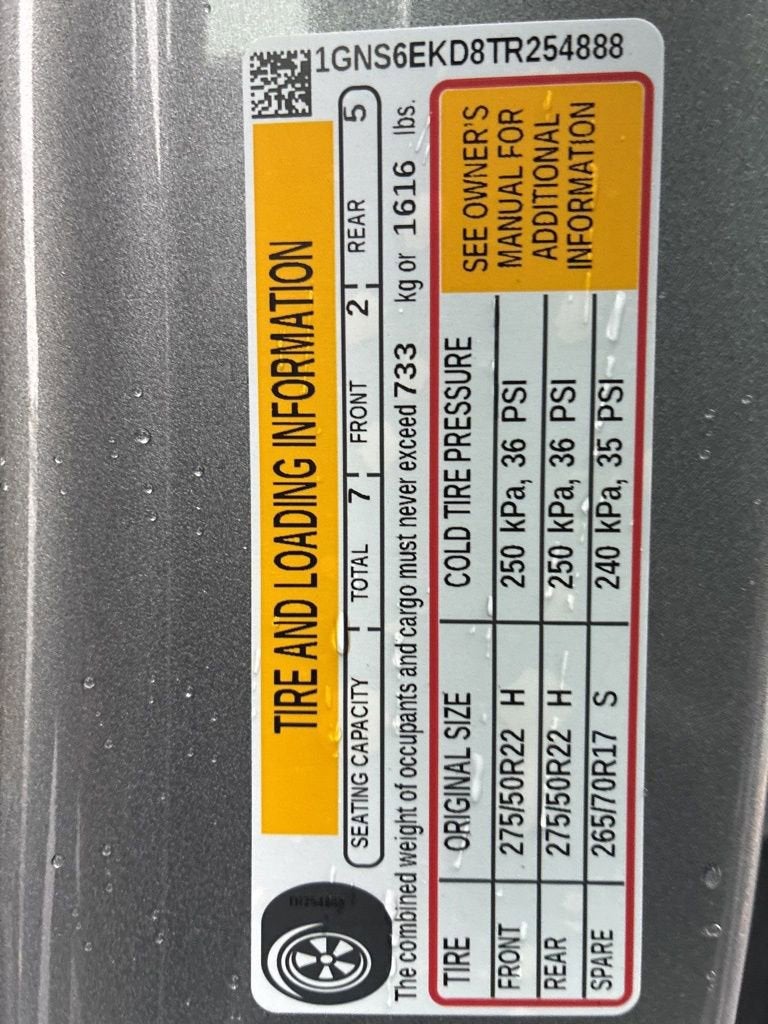 1GNS6EKD8TR254888
TIRE AND LOADING INFORMATION
SEATING CAPACITY TOTAL 7 FRONT 2 REAR 5
The combined weight of occupants and cargo must never exceed 733 kg or 1616 lbs.
TIRE ORIGINAL SIZE COLD TIRE PRESSURE
FRONT 275/50R22 H 250 kPa, 36 PSI
REAR 275/50R22 H 250 kPa, 36 PSI
SPARE 265/70R17 S 240 kPa, 35 PSI
SEE OWNER'S
MANUAL FOR
ADDITIONAL
INFORMATION
TR254888